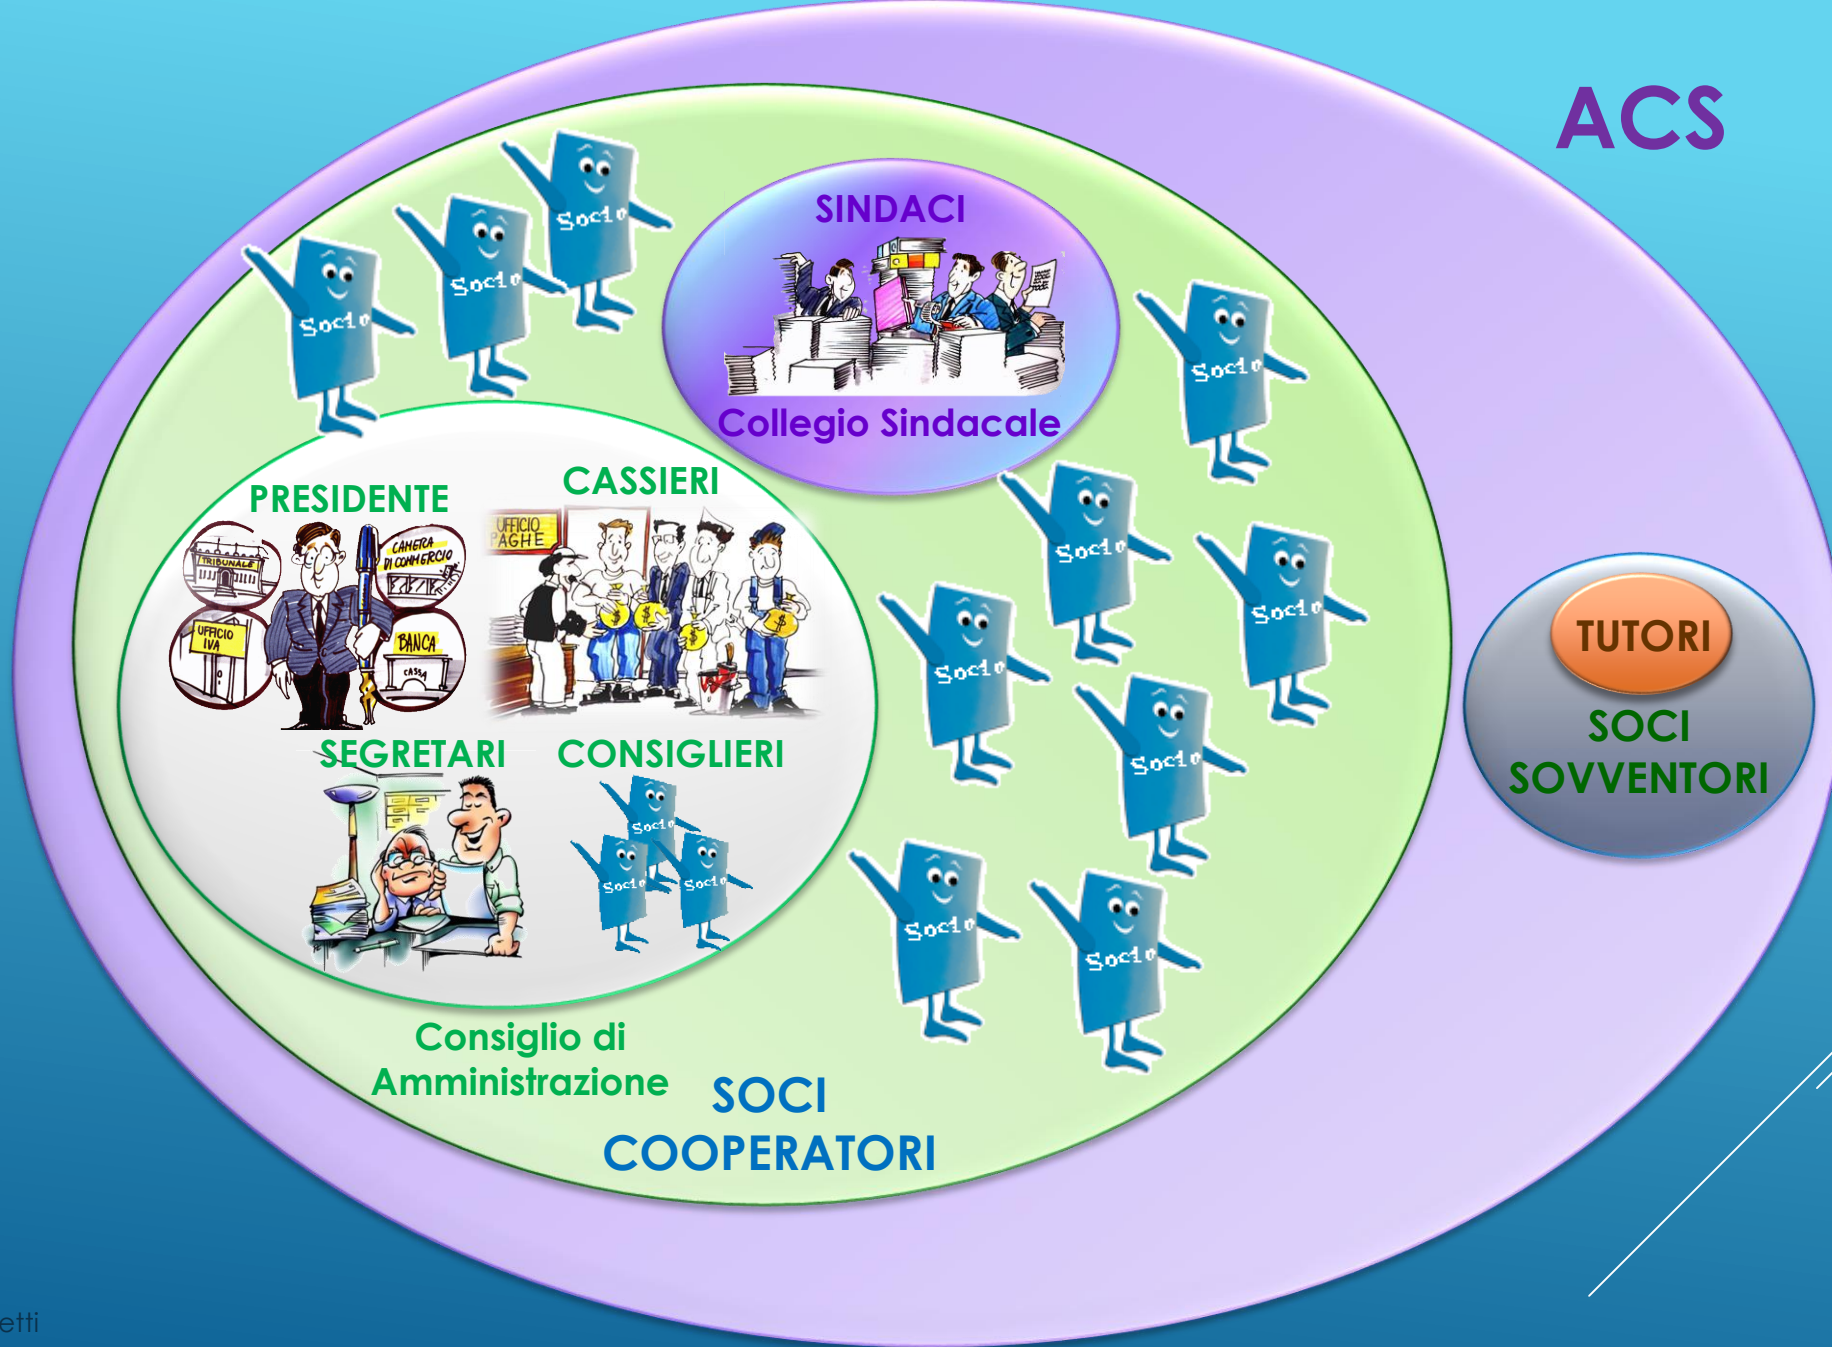 ACS
SINDACI
Collegio Sindacale
Socio
Socio
Socio
Socio
Socio
Socio
Socio
Socio
Socio
Socio
PRESIDENTE
TRIBUNALE
CAMERA
DI COMMERCIO
UFFICIO
IVA
BANCA
CASSA
CASSIERI
UFFICIO
PAGHE
$
$
$
$
SEGRETARI
CONSIGLIERI
Socio
Socio
Socio
Consiglio di
Amministrazione
SOCI
COOPERATORI
TUTORI
SOCI
SOVVENTORI
etti